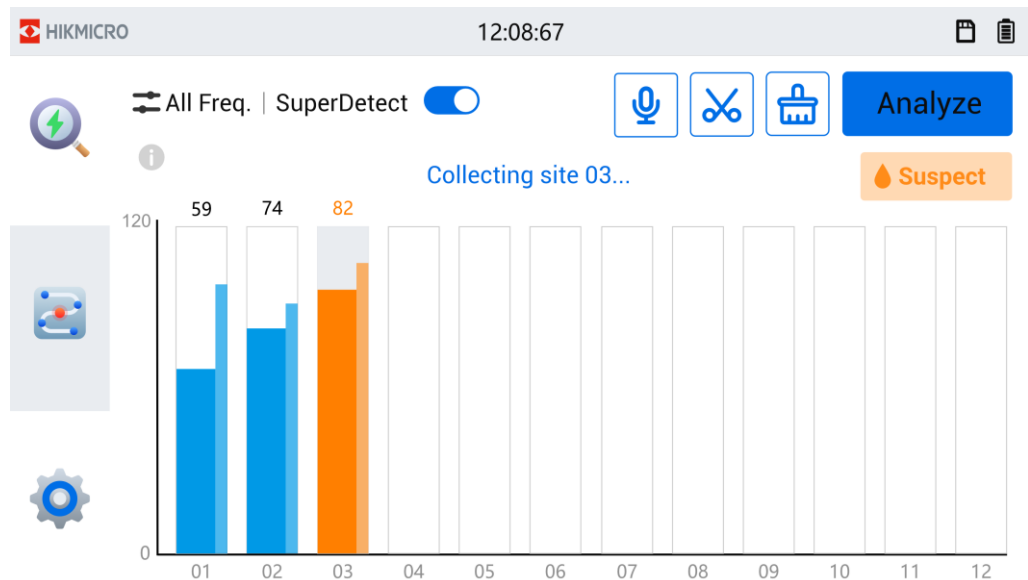 HIKMICRO 12:08:67
All Freq. | SuperDetect Analyze
i
Collecting site 03... Suspect
59 74 82
120
0
01 02 03 04 05 06 07 08 09 10 11 12